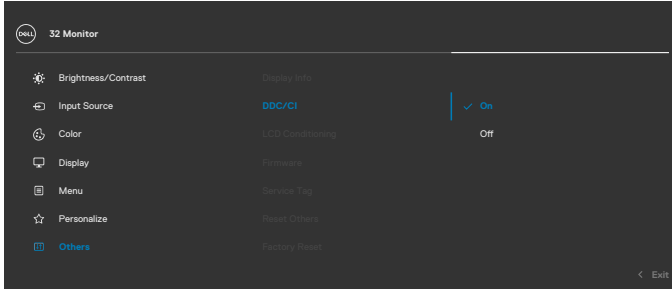 DELL
32 Monitor
Brightness/Contrast
Display Info
Input Source
DDC/CI
On
Color
LCD Conditioning
Off
Display
Firmware
Menu
Service Tag
Personalize
Reset Others
Others
Factory Reset
Exit